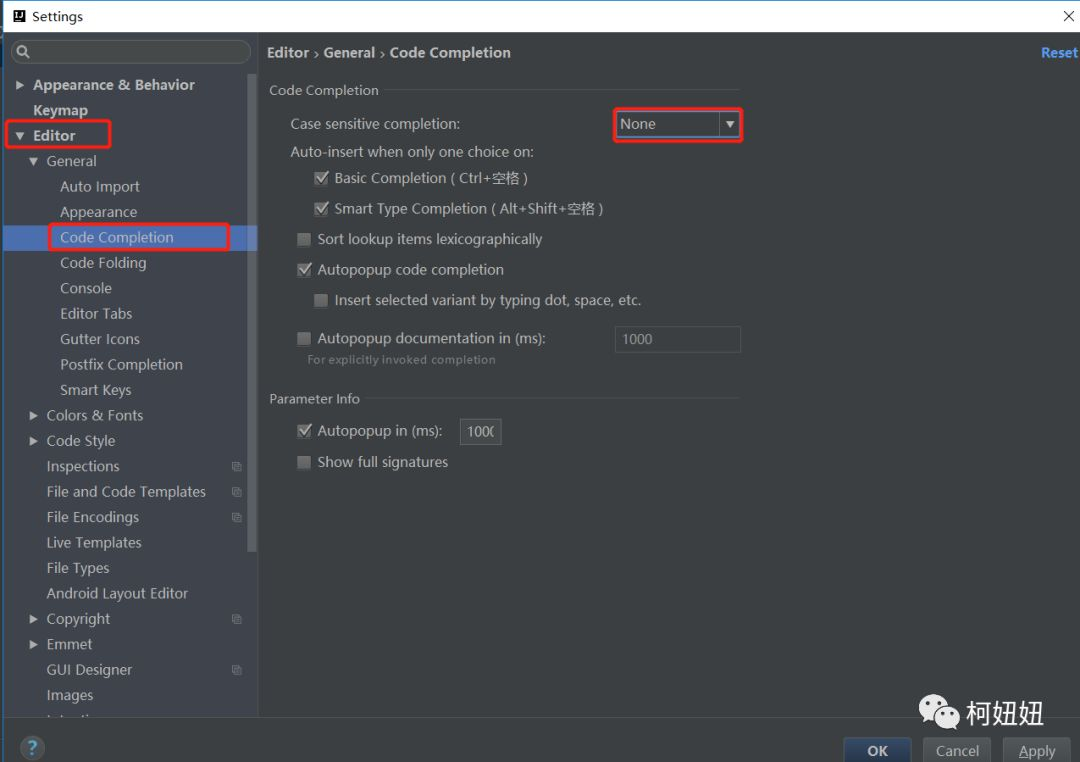 Settings
Editor › General › Code Completion
Reset
Appearance & Behavior
Keymap
Editor
General
Auto Import
Appearance
Code Completion
Code Folding
Console
Editor Tabs
Gutter Icons
Postfix Completion
Smart Keys
Colors & Fonts
Code Style
Inspections
File and Code Templates
File Encodings
Live Templates
File Types
Android Layout Editor
Copyright
Emmet
GUI Designer
Images
Code Completion
Case sensitive completion: None
Auto-insert when only one choice on:
Basic Completion ( Ctrl+空格 )
Smart Type Completion ( Alt+Shift+空格 )
Sort lookup items lexicographically
Autopopup code completion
Insert selected variant by typing dot, space, etc.
Autopopup documentation in (ms): 1000
For explicitly invoked completion
Parameter Info
Autopopup in (ms): 1000
Show full signatures
柯妞妞
? OK Cancel Apply